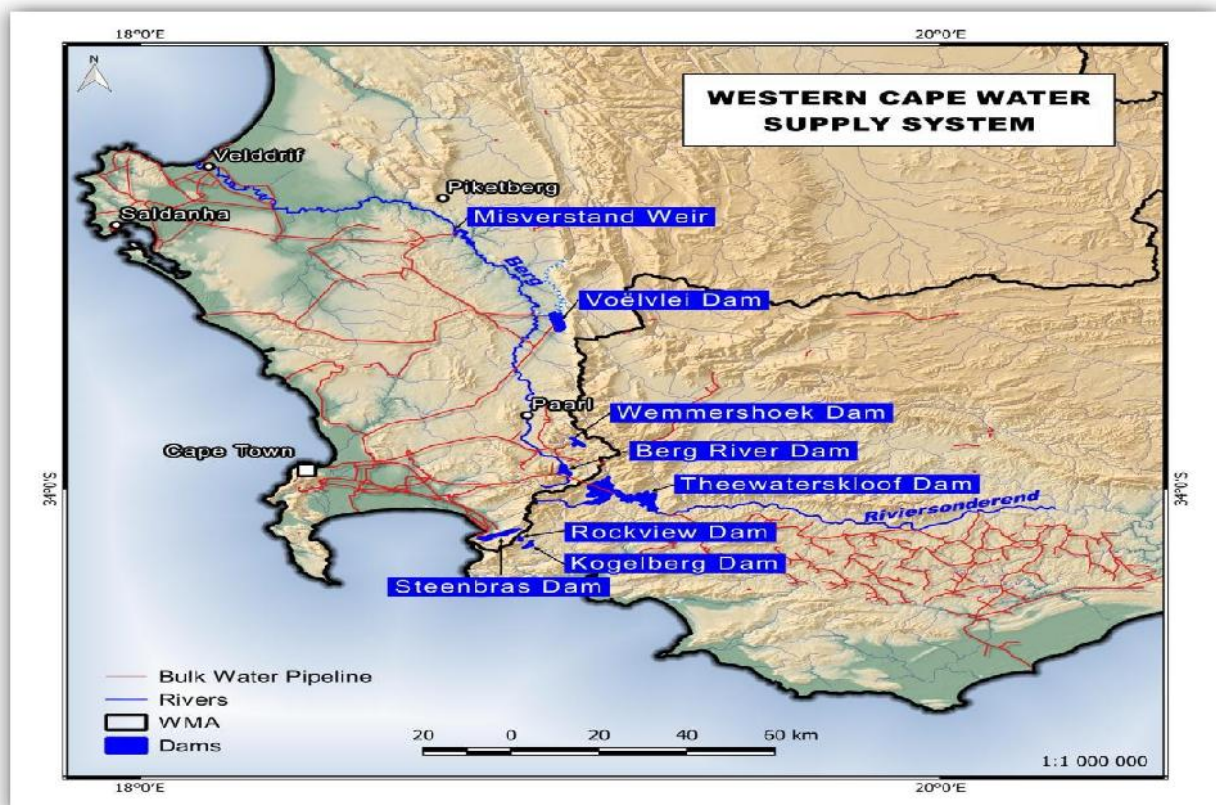 18°0'E
20°0'E
N
WESTERN CAPE WATER
SUPPLY SYSTEM
Velddrif
Piketberg
Saldanha
Misverstand Weir
Berg
Voëlvlei Dam
Paarl
Wemmershoek Dam
Cape Town
Berg River Dam
34°0'S
34°0'S
Theewaterskloof Dam
Riviersonderend
Rockview Dam
Kogelberg Dam
Steenbras Dam
Bulk Water Pipeline
Rivers
WMA
Dams
20 0 20 40 60 km
1:1 000 000
18°0'E
20°0'E